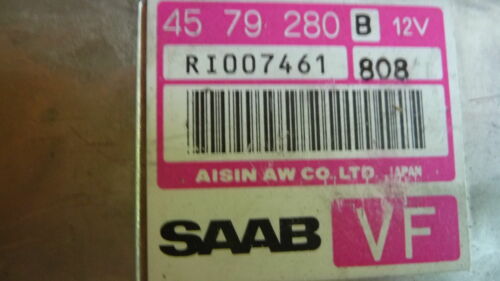 45 79 280 B 12V
RI007461 808
AISIN AW CO., LTD. JAPAN
SAAB VF